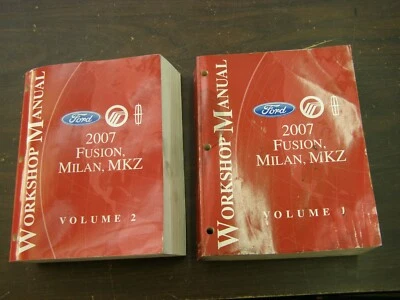 WORKSHOP MANUAL
Ford
2007
FUSION,
MILAN, MKZ
VOLUME 2
WORKSHOP MANUAL
Ford
2007
FUSION,
MILAN, MKZ
VOLUME 1